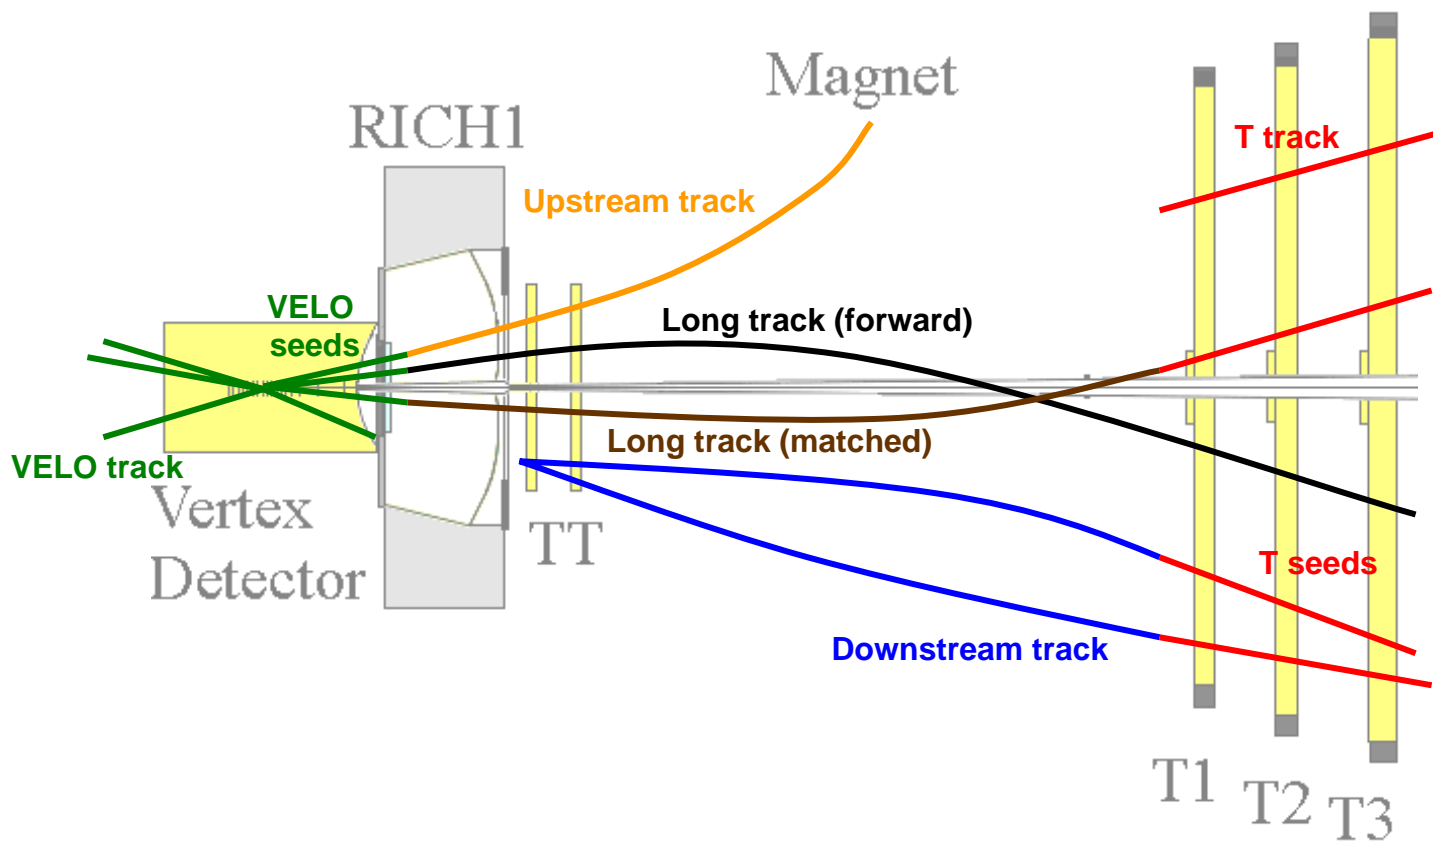 Magnet
RICH1
T track
Upstream track
VELO
seeds
Long track (forward)
Long track (matched)
VELO track
Vertex
Detector
TT
T seeds
Downstream track
T1
T2
T3